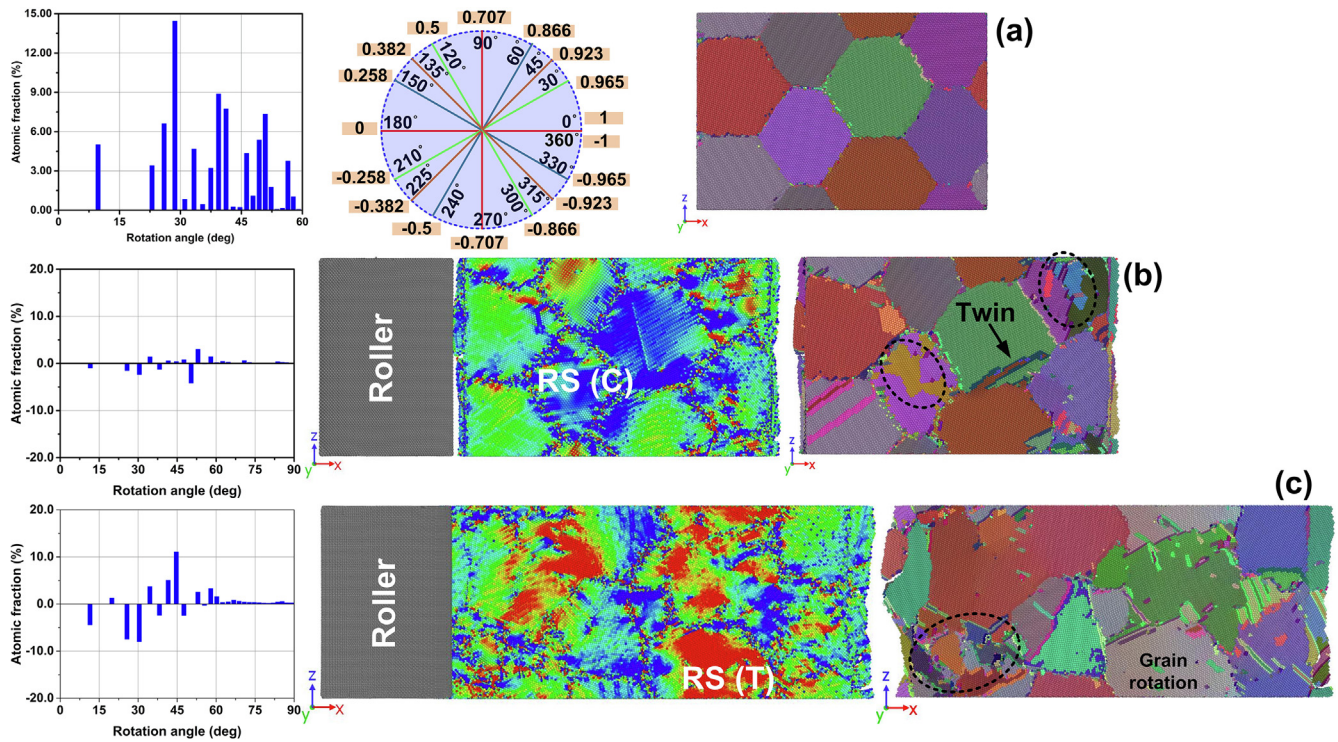 15.00
12.00
9.00
6.00
3.00
0.00
Atomic fraction (%)
0 15 30 45 60
Rotation angle (deg)
0.707
0.5 0.866
0.382 0.923
0.258 0.965
0 1
-1
-0.258 -0.965
-0.382 -0.923
-0.5 -0.866
-0.707
90°
120° 60°
135° 45°
150° 30°
180° 0°
360°
210° 330°
225° 315°
240° 300°
270°
(a)
z
y x
20.0
10.0
0.0
-10.0
-20.0
Atomic fraction (%)
0 15 30 45 60 75 90
Rotation angle (deg)
Roller
RS (C)
z
y x
Twin
(b)
z
y x
20.0
10.0
0.0
-10.0
-20.0
Atomic fraction (%)
0 15 30 45 60 75 90
Rotation angle (deg)
Roller
RS (T)
z
y x
(c)
Grain
rotation
z
y x